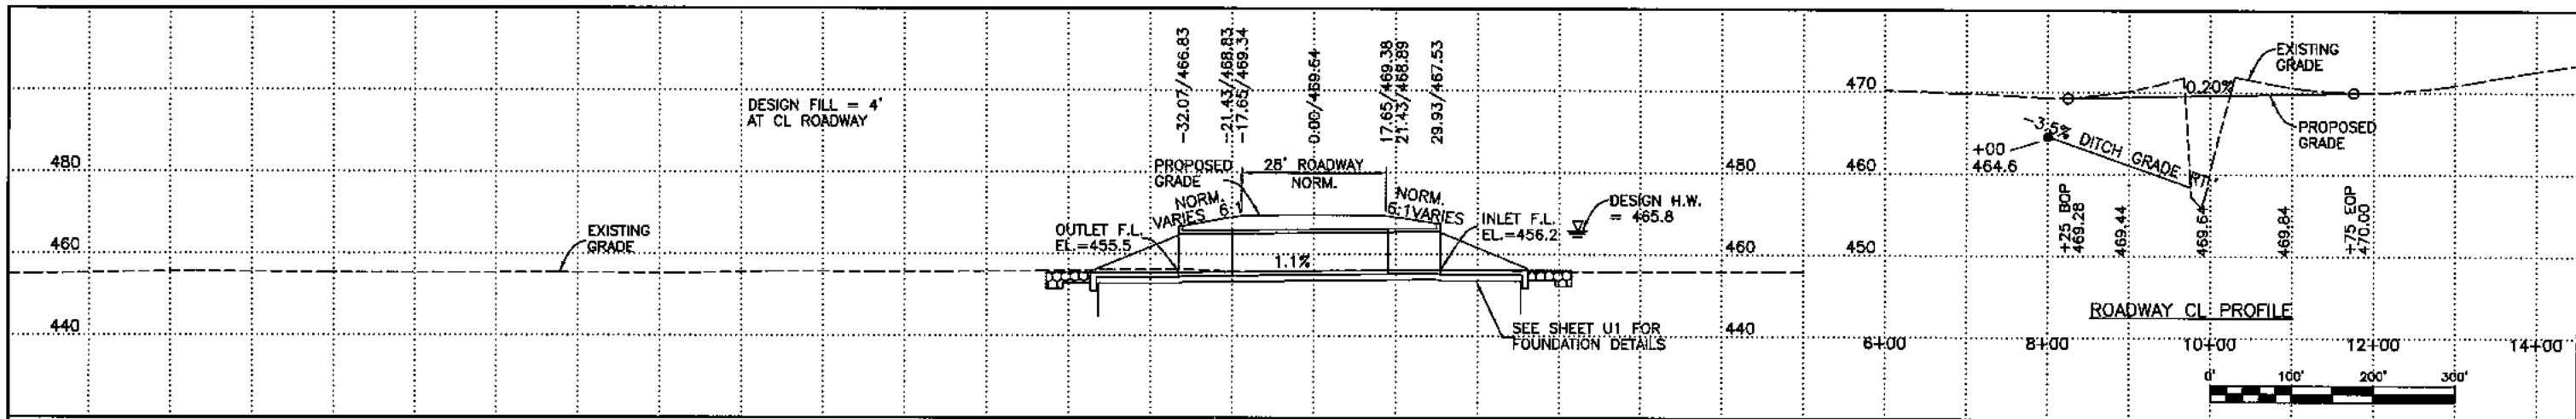 DESIGN FILL = 4'
AT CL ROADWAY
480
460
440
EXISTING
GRADE
-32.07/466.83
-21.43/468.83
-17.65/469.34
0.00/469.64
17.65/469.38
21.43/468.89
29.93/467.53
PROPOSED
GRADE
28' ROADWAY
NORM.
NORM.
VARIES 6:1
NORM.
6:1 VARIES
OUTLET F.L.
EL.=455.5
INLET F.L.
EL.=456.2
DESIGN H.W.
= 465.8
1.1%
SEE SHEET U1 FOR
FOUNDATION DETAILS
480
460
440
470
460
450
EXISTING
GRADE
0.20%
PROPOSED
GRADE
-3.5% DITCH GRADE RT.
+00
464.6
+25 BOP
469.28
469.44
469.64
469.84
+75 EOP
470.00
ROADWAY CL PROFILE
6+00
8+00
10+00
12+00
14+00
0'
100'
200'
300'